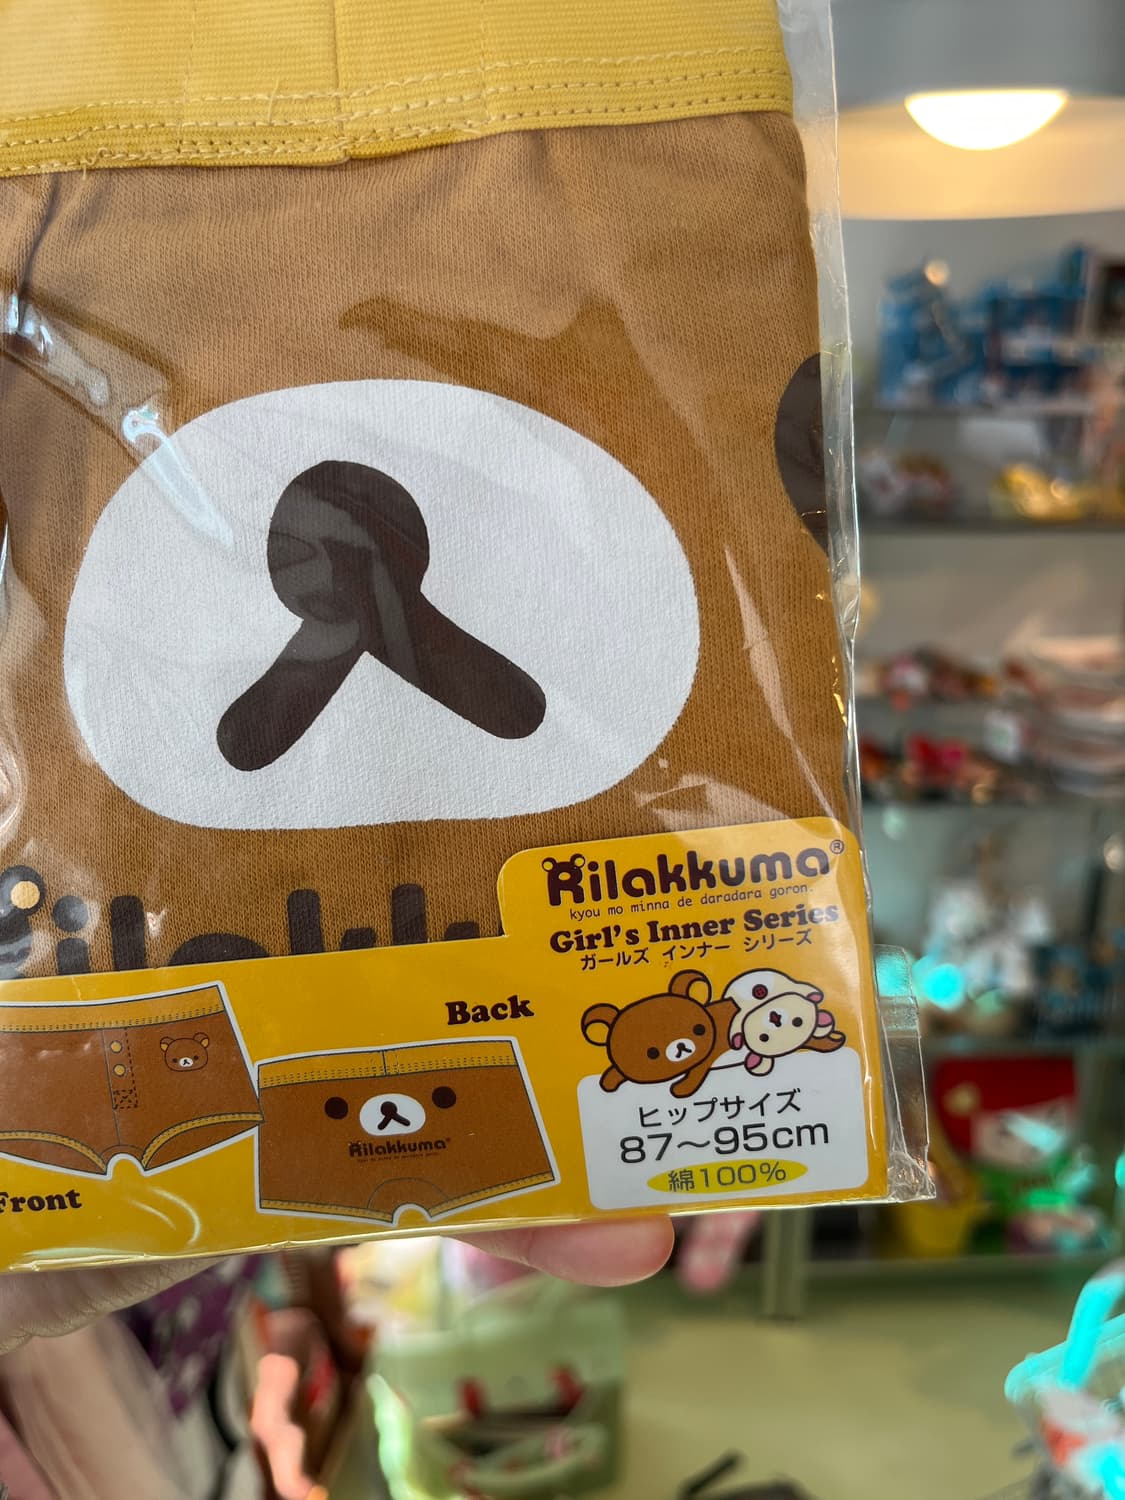 Rilakk
Rilakkuma®
kyou mo minna de daradara goron.
Girl's Inner Series
ガールズ インナー シリーズ
Back
Rilakkuma®
ヒップサイズ
87～95cm
綿100%
Front